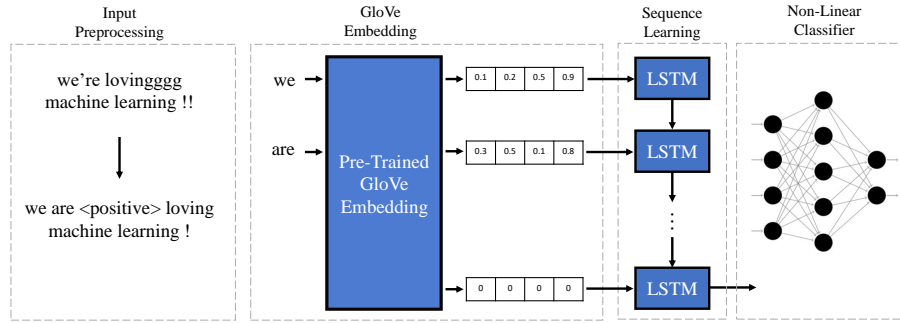 Input
Preprocessing
we're lovingggg
machine learning !!
we are <positive> loving
machine learning !
GloVe
Embedding
we
are
Pre-Trained
GloVe
Embedding
0.1 0.2 0.5 0.9
0.3 0.5 0.1 0.8
0 0 0 0
Sequence
Learning
LSTM
LSTM
LSTM
Non-Linear
Classifier